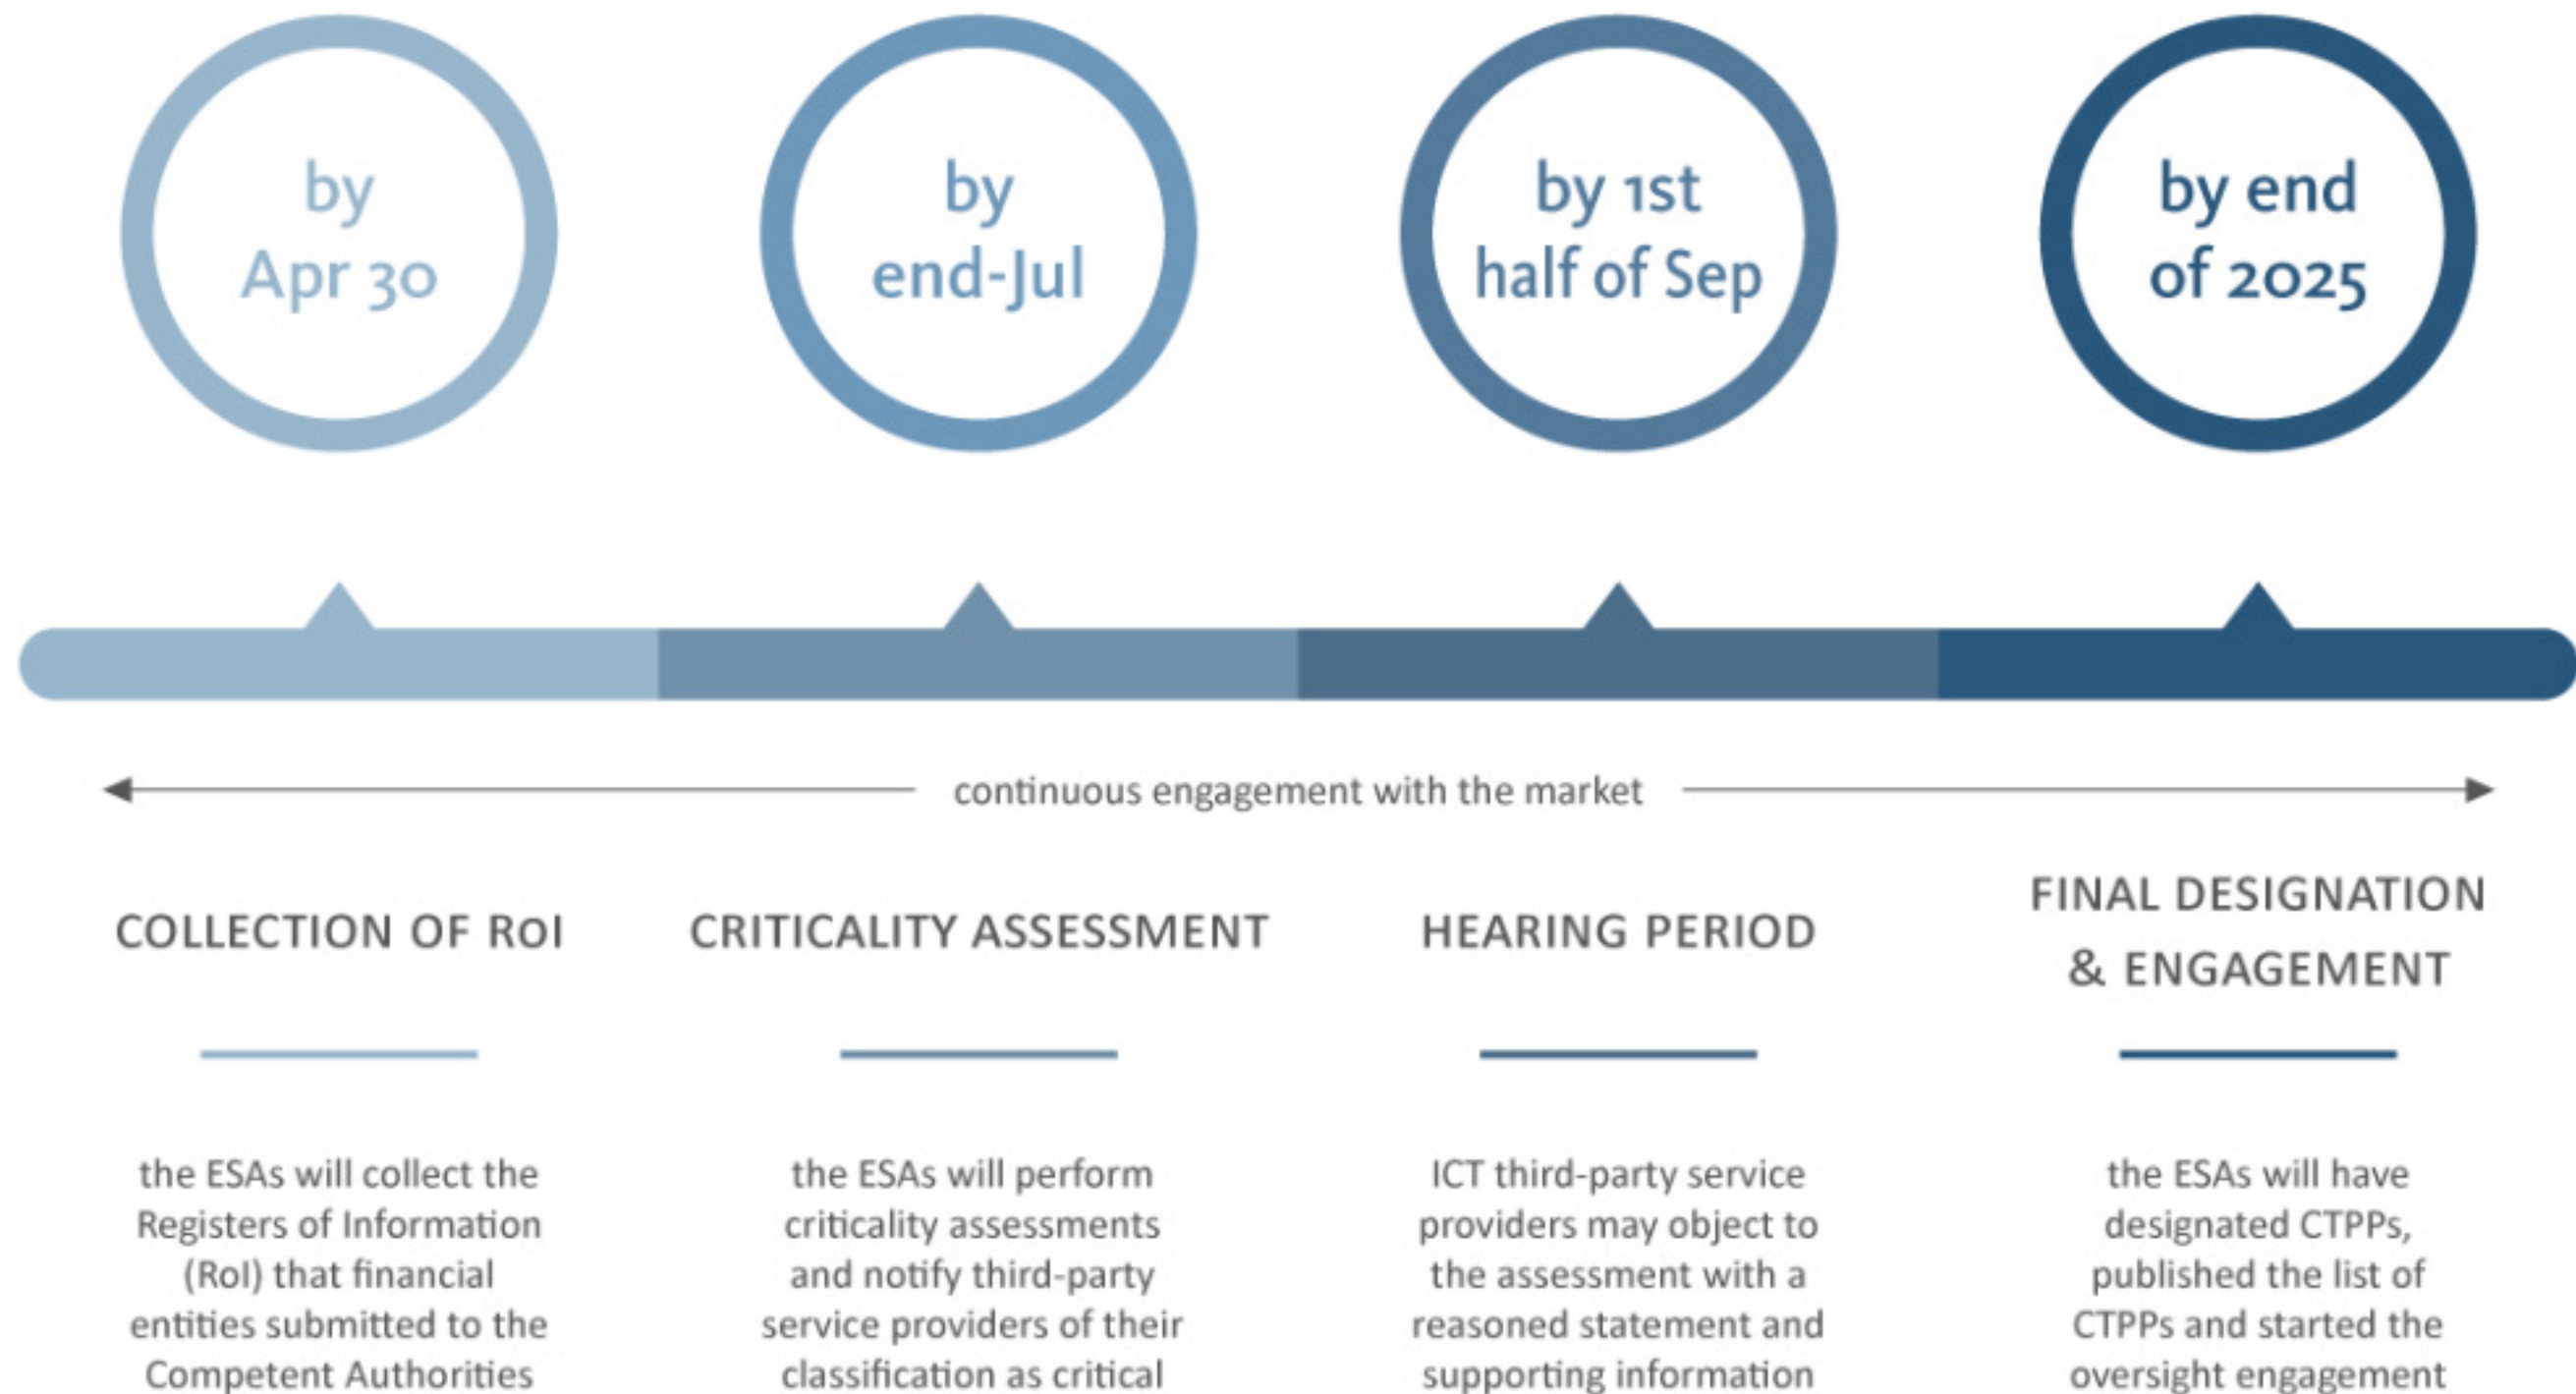 by
Apr 30
by
end-Jul
by 1st
half of Sep
by end
of 2025
continuous engagement with the market
COLLECTION OF RoI
CRITICALITY ASSESSMENT
HEARING PERIOD
FINAL DESIGNATION
& ENGAGEMENT
the ESAs will collect the
Registers of Information
(RoI) that financial
entities submitted to the
Competent Authorities
the ESAs will perform
criticality assessments
and notify third-party
service providers of their
classification as critical
ICT third-party service
providers may object to
the assessment with a
reasoned statement and
supporting information
the ESAs will have
designated CTPPs,
published the list of
CTPPs and started the
oversight engagement